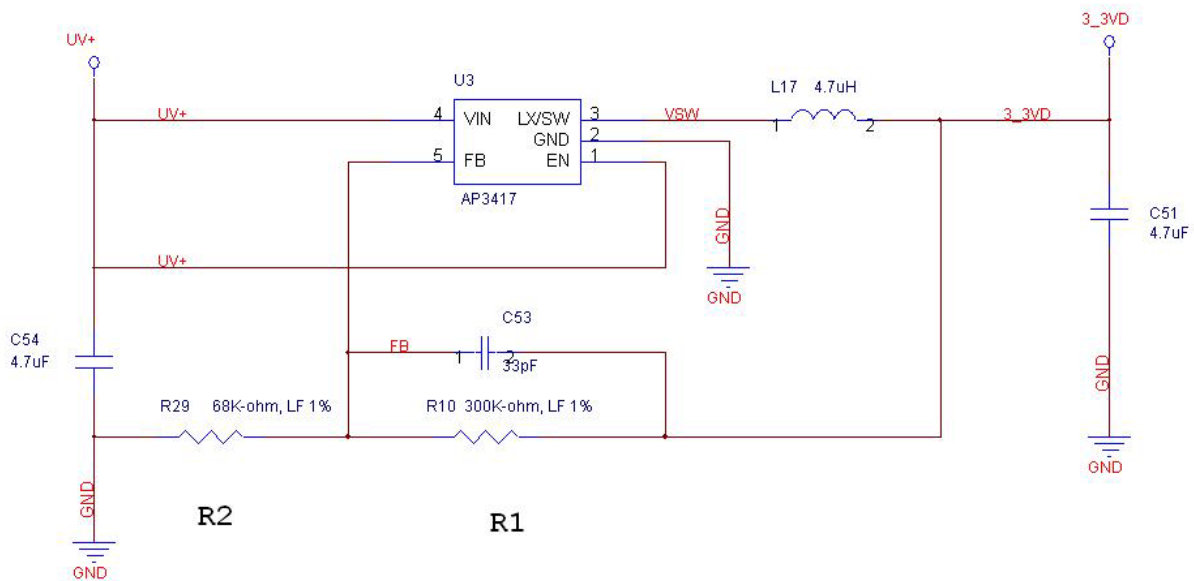 3_3VD
UV+
U3
L17 4.7uH
UV+
4 VIN LX/SW 3
VSW
1 2
3_3VD
GND 2
5 FB EN 1
AP3417
GND
C51
4.7uF
UV+
GND
C53
C54
4.7uF
FB
1 2
33pF
GND
R29 68K-ohm, LF 1%
R10 300K-ohm, LF 1%
GND
GND
R2
R1
GND